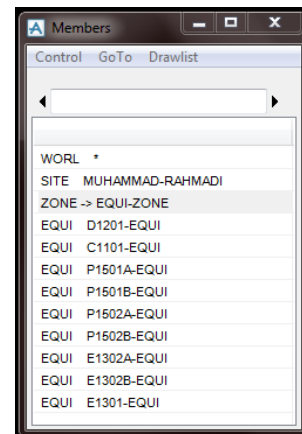 Members
Control GoTo Drawlist
WORL *
SITE MUHAMMAD-RAHMADI
ZONE -> EQUI-ZONE
EQUI D1201-EQUI
EQUI C1101-EQUI
EQUI P1501A-EQUI
EQUI P1501B-EQUI
EQUI P1502A-EQUI
EQUI P1502B-EQUI
EQUI E1302A-EQUI
EQUI E1302B-EQUI
EQUI E1301-EQUI